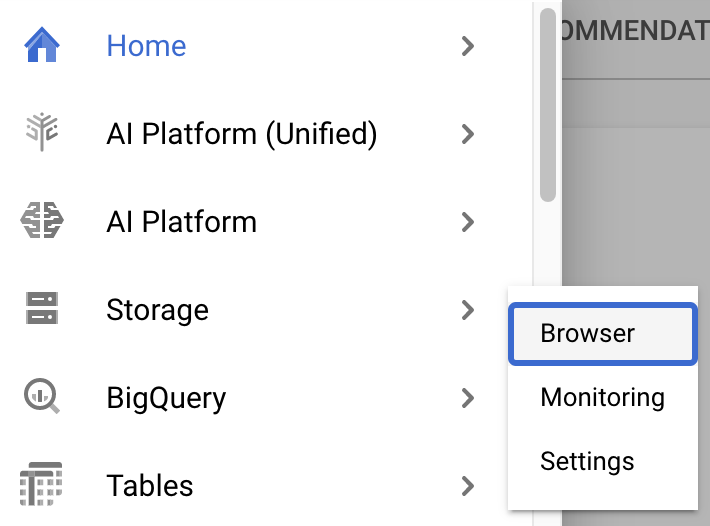 Home
OMMENDAT
AI Platform (Unified)
AI Platform
Storage
Browser
BigQuery
Monitoring
Settings
Tables